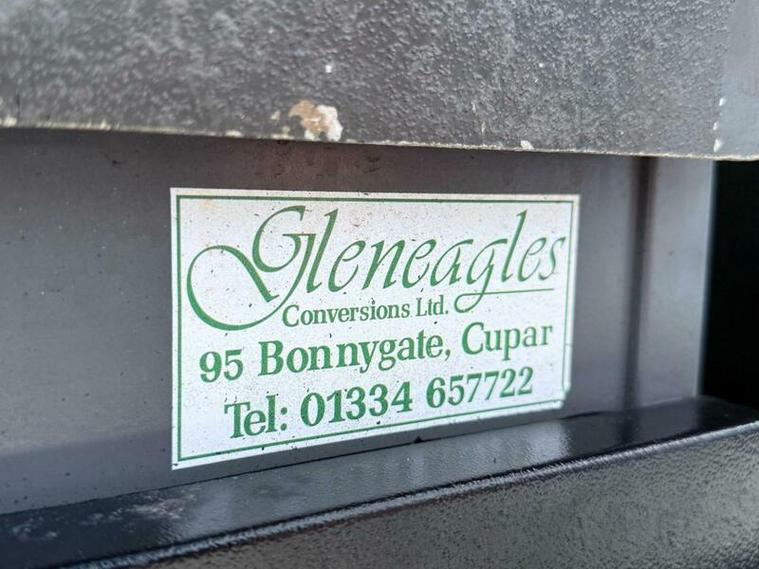 Gleneagles
Conversions Ltd.
95 Bonnygate, Cupar
Tel: 01334 657722